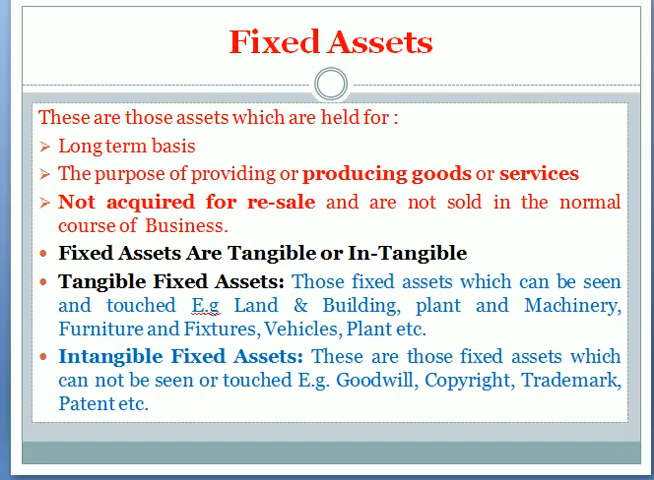 Fixed Assets
These are those assets which are held for :
➢ Long term basis
➢ The purpose of providing or producing goods or services
➢ Not acquired for re-sale and are not sold in the normal
course of Business.
• Fixed Assets Are Tangible or In-Tangible
• Tangible Fixed Assets: Those fixed assets which can be seen
and touched E.g Land & Building, plant and Machinery,
Furniture and Fixtures, Vehicles, Plant etc.
• Intangible Fixed Assets: These are those fixed assets which
can not be seen or touched E.g. Goodwill, Copyright, Trademark,
Patent etc.